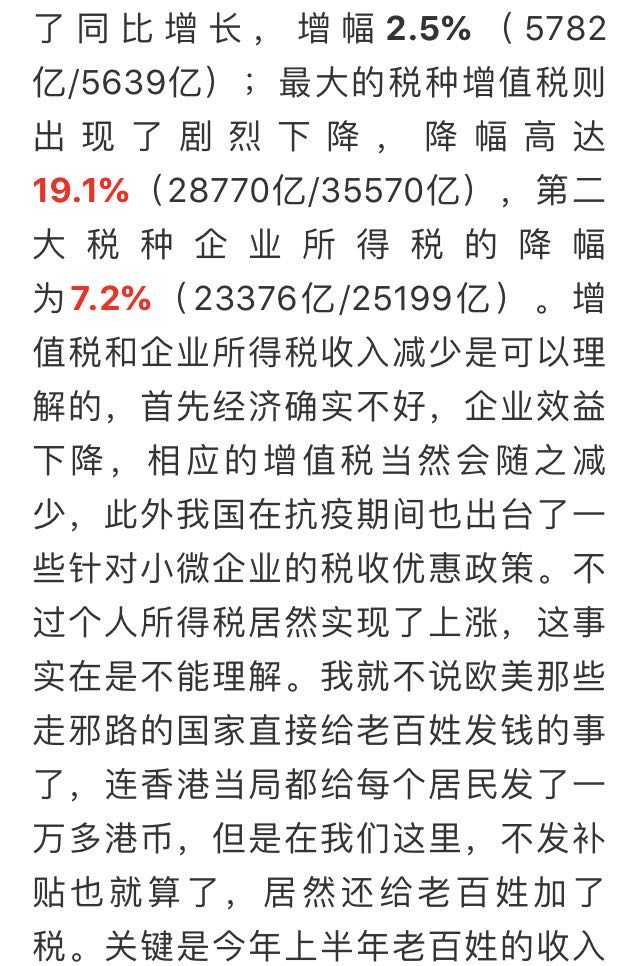 了同比增长，增幅2.5%（5782
亿/5639亿）；最大的税种增值税则
出现了剧烈下降，降幅高达
19.1%（28770亿/35570亿），第二
大税种企业所得税的降幅
为7.2%（23376亿/25199亿）。增
值税和企业所得税收入减少是可以理
解的，首先经济确实不好，企业效益
下降，相应的增值税当然会随之减
少，此外我国在抗疫期间也出台了一
些针对小微企业的税收优惠政策。不
过个人所得税居然实现了上涨，这事
实在是不能理解。我就不说欧美那些
走邪路的国家直接给老百姓发钱的事
了，连香港当局都给每个居民发了一
万多港币，但是在我们这里，不发补
贴也就算了，居然还给老百姓加了
税。关键是今年上半年老百姓的收入